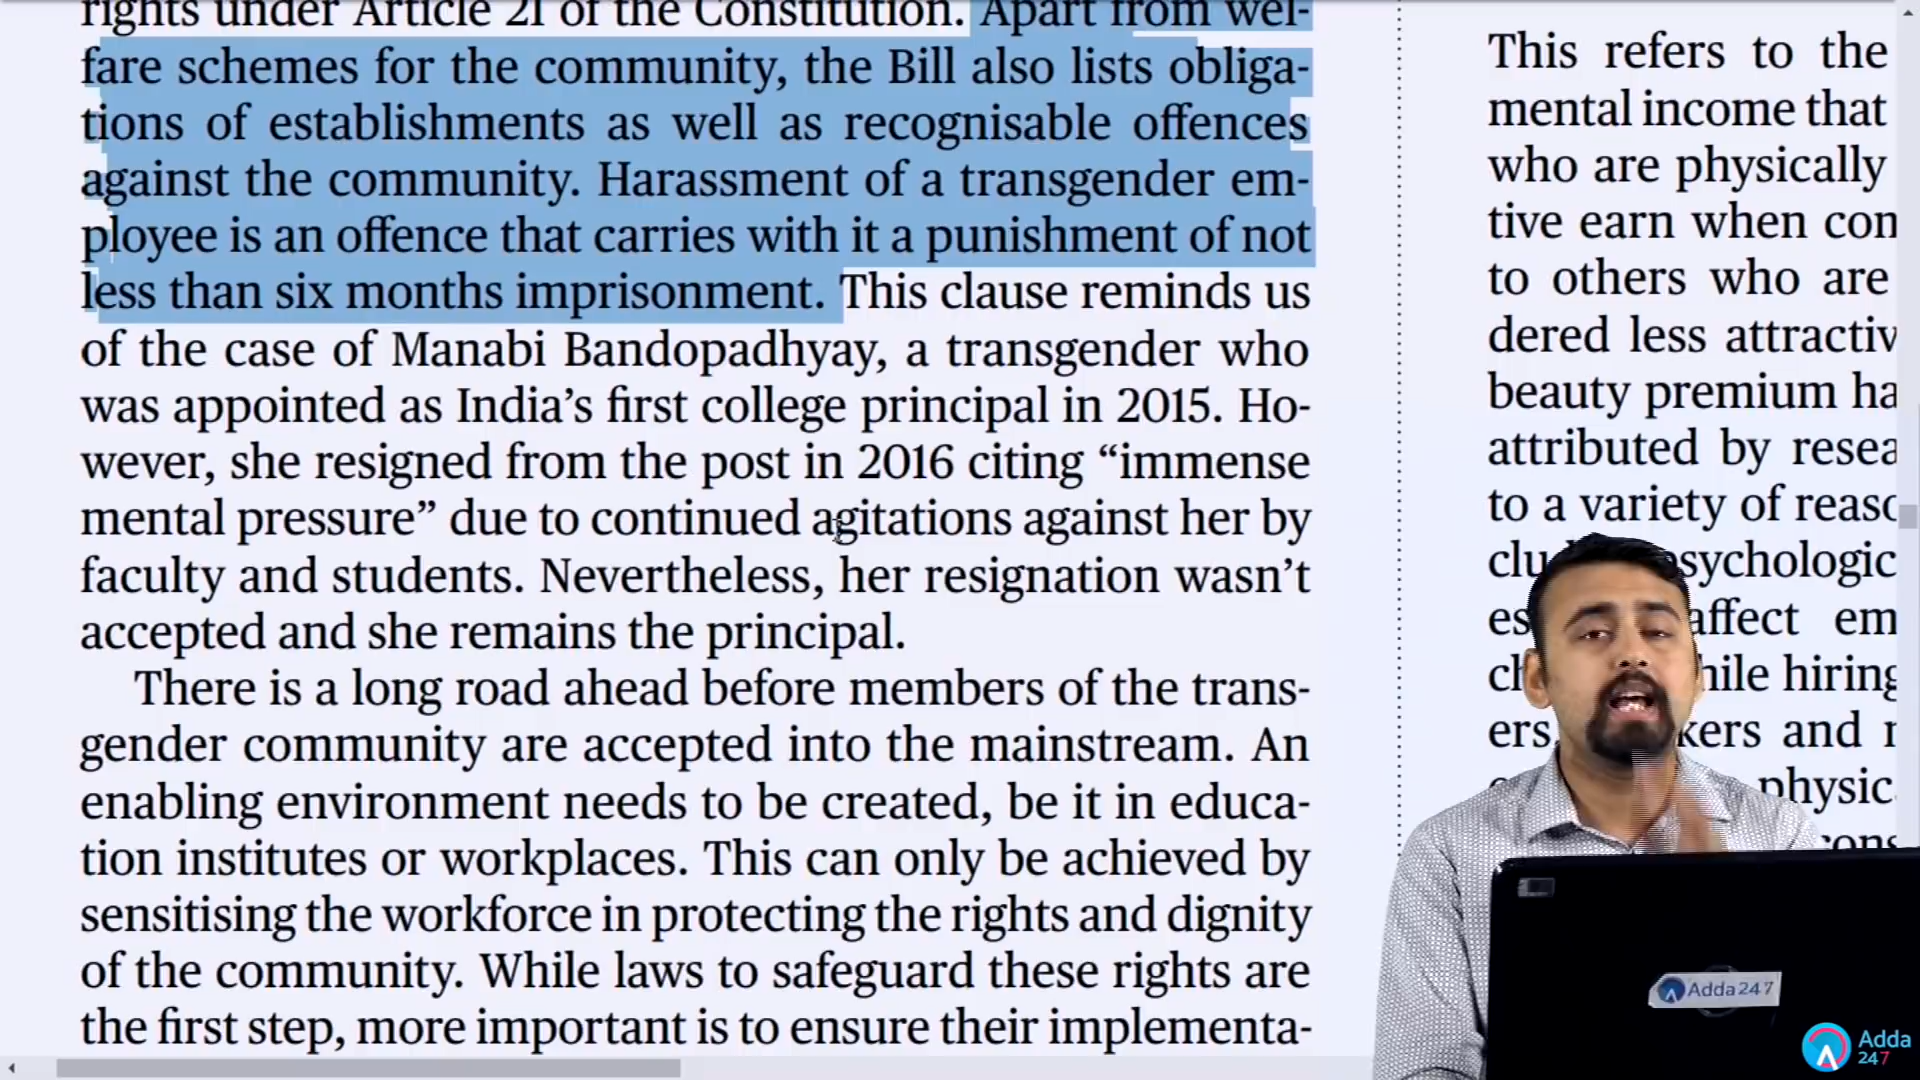 rights under Article 21 of the Constitution. Apart from wel-
fare schemes for the community, the Bill also lists obliga-
tions of establishments as well as recognisable offences
against the community. Harassment of a transgender em-
ployee is an offence that carries with it a punishment of not
less than six months imprisonment. This clause reminds us
of the case of Manabi Bandopadhyay, a transgender who
was appointed as India’s first college principal in 2015. Ho-
wever, she resigned from the post in 2016 citing “immense
mental pressure” due to continued agitations against her by
faculty and students. Nevertheless, her resignation wasn’t
accepted and she remains the principal.
There is a long road ahead before members of the trans-
gender community are accepted into the mainstream. An
enabling environment needs to be created, be it in educa-
tion institutes or workplaces. This can only be achieved by
sensitising the workforce in protecting the rights and dignity
of the community. While laws to safeguard these rights are
the first step, more important is to ensure their implementa-
This refers to the
mental income that
who are physically
tive earn when con
to others who are
dered less attractiv
beauty premium ha
attributed by resea
to a variety of reaso
clu sychologic
es affect em
ch hile hiring
ers, kers and
physic
cons
Adda247
Adda
247